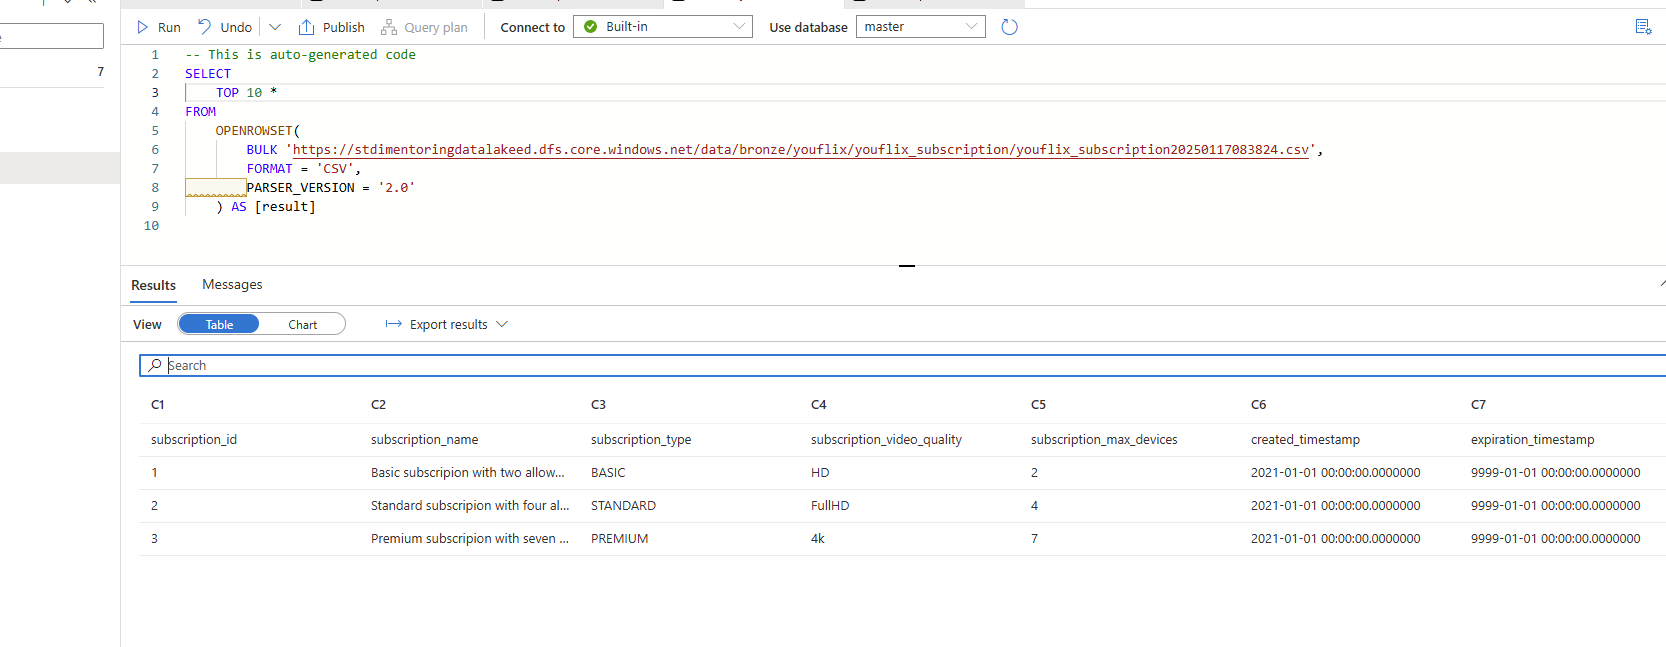 Run Undo Publish Query plan Connect to Built-in Use database master
7
1 -- This is auto-generated code
2 SELECT
3 TOP 10 *
4 FROM
5 OPENROWSET(
6 BULK 'https://stdimentoringdatalakeed.dfs.core.windows.net/data/bronze/youflix/youflix_subscription/youflix_subscription20250117083824.csv',
7 FORMAT = 'CSV',
8 PARSER_VERSION = '2.0'
9 ) AS [result]
10
Results Messages
View Table Chart Export results
Search
C1 C2 C3 C4 C5 C6 C7
subscription_id subscription_name subscription_type subscription_video_quality subscription_max_devices created_timestamp expiration_timestamp
1 Basic subscripion with two allow... BASIC HD 2 2021-01-01 00:00:00.0000000 9999-01-01 00:00:00.0000000
2 Standard subscripion with four al... STANDARD FullHD 4 2021-01-01 00:00:00.0000000 9999-01-01 00:00:00.0000000
3 Premium subscripion with seven ... PREMIUM 4k 7 2021-01-01 00:00:00.0000000 9999-01-01 00:00:00.0000000